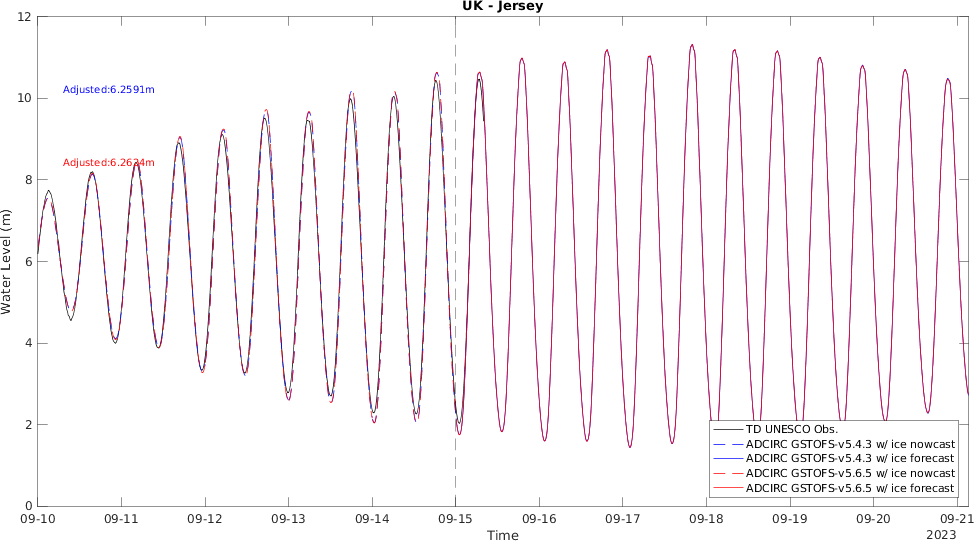 UK - Jersey
12
10
8
6
4
2
0
Water Level (m)
Adjusted:6.2591m
Adjusted:6.2624m
TD UNESCO Obs.
ADCIRC GSTOFS-v5.4.3 w/ ice nowcast
ADCIRC GSTOFS-v5.4.3 w/ ice forecast
ADCIRC GSTOFS-v5.6.5 w/ ice nowcast
ADCIRC GSTOFS-v5.6.5 w/ ice forecast
09-10 09-11 09-12 09-13 09-14 09-15 09-16 09-17 09-18 09-19 09-20 09-21
Time
2023